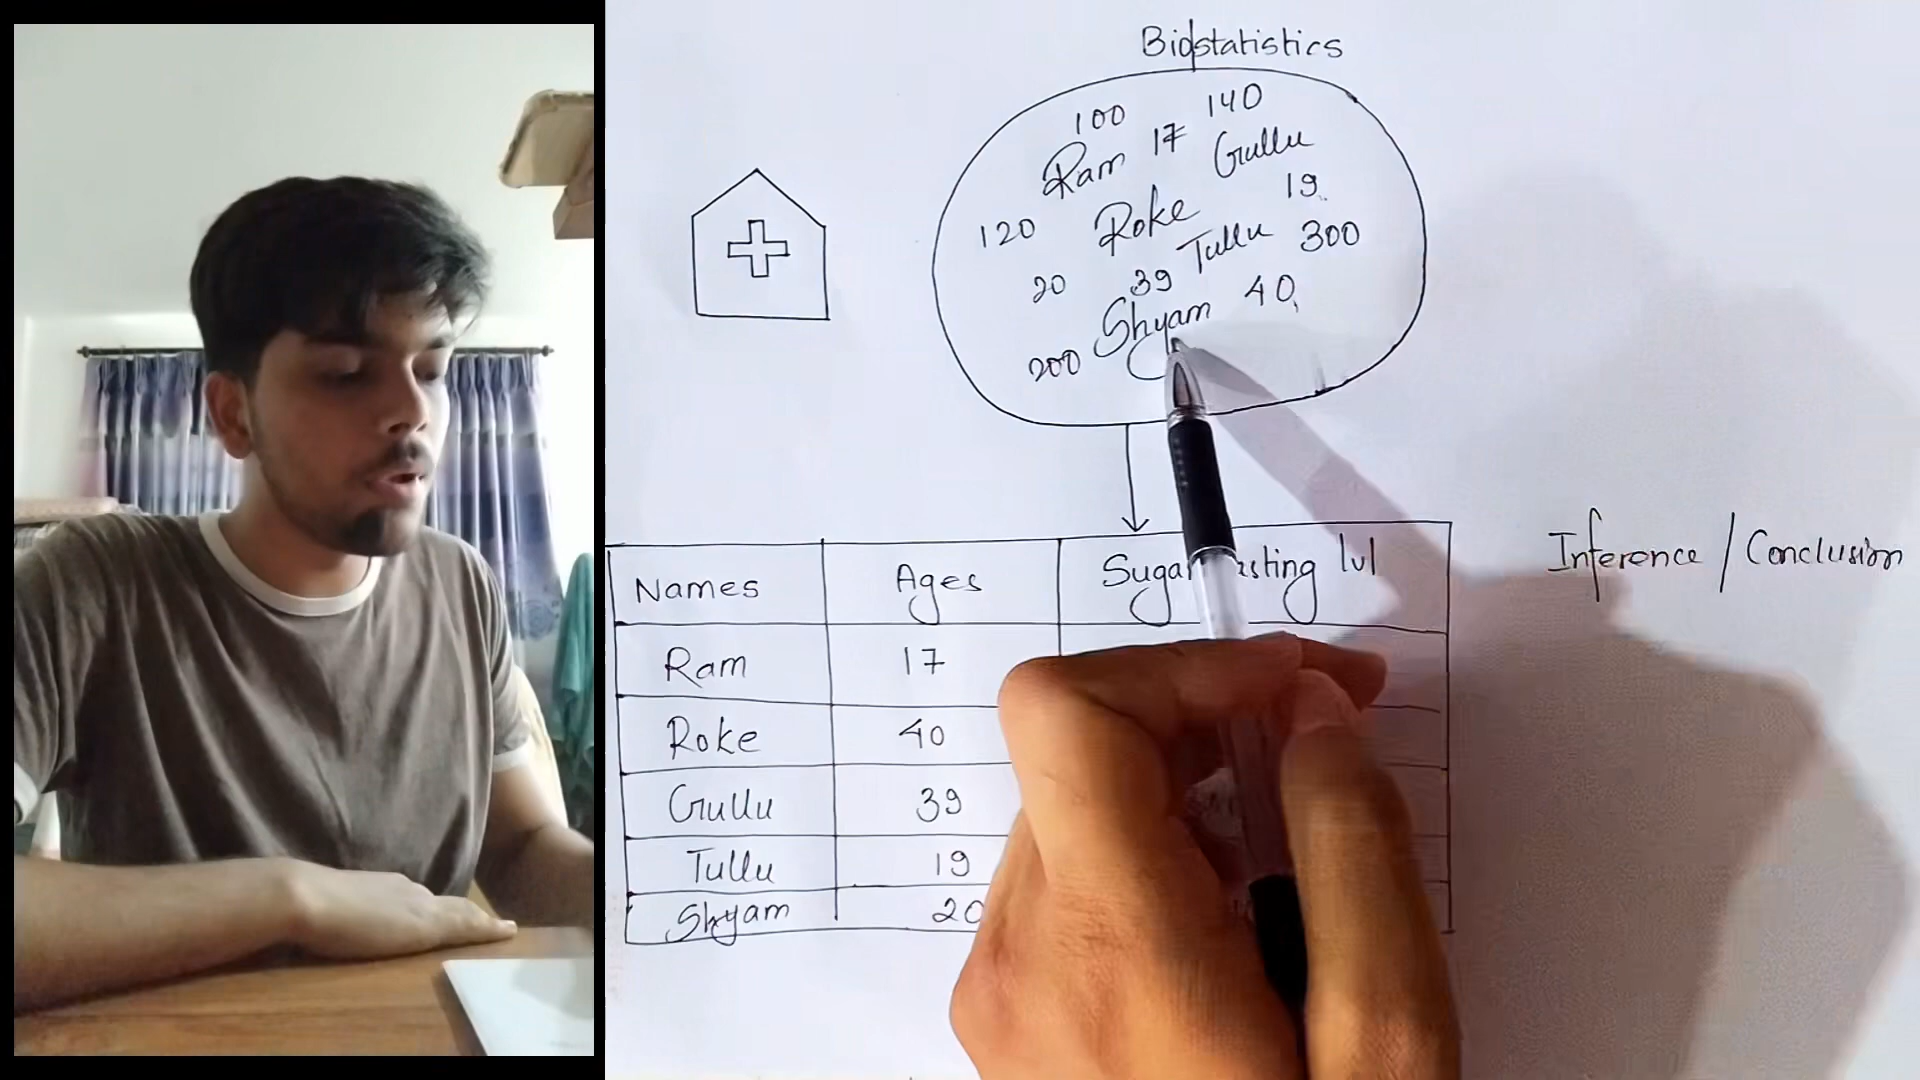 Biostatistics
100 140
Ram 17 Gullu
19
120 Roke Tullu 300
20 39
Shyam 40
200
Names Ages Sugar lvl
Inference / Conclusion
Ram 17
Roke 40
Gullu 39
Tullu 19
Shyam 20